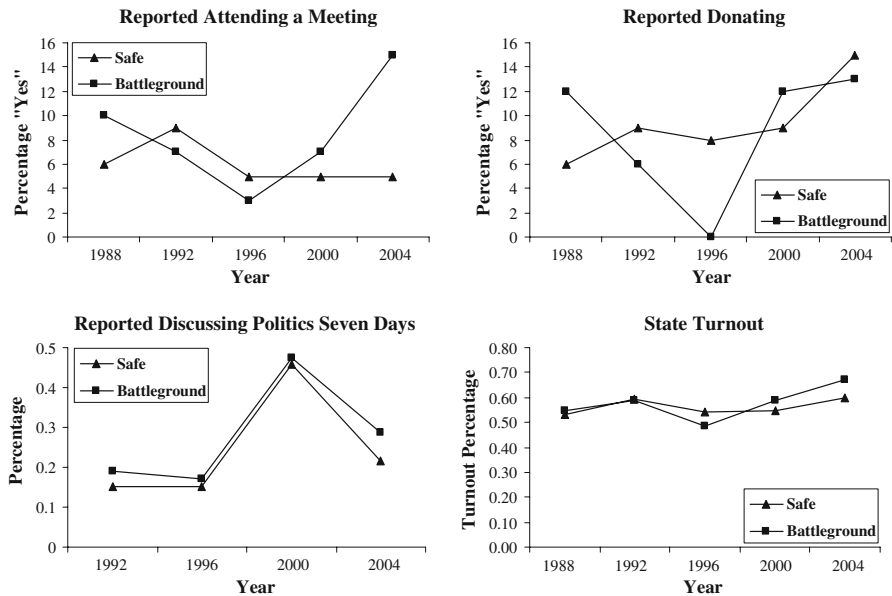 Reported Attending a Meeting
Percentage "Yes"
16
14
12
10
8
6
4
2
0
Safe
Battleground
1988 1992 1996 2000 2004
Year
Reported Donating
Percentage "Yes"
16
14
12
10
8
6
4
2
0
Safe
Battleground
1988 1992 1996 2000 2004
Year
Reported Discussing Politics Seven Days
Percentage
0.5
0.4
0.3
0.2
0.1
0
Safe
Battleground
1992 1996 2000 2004
Year
State Turnout
Turnout Percentage
0.80
0.70
0.60
0.50
0.40
0.30
0.20
0.10
0.00
Safe
Battleground
1988 1992 1996 2000 2004
Year